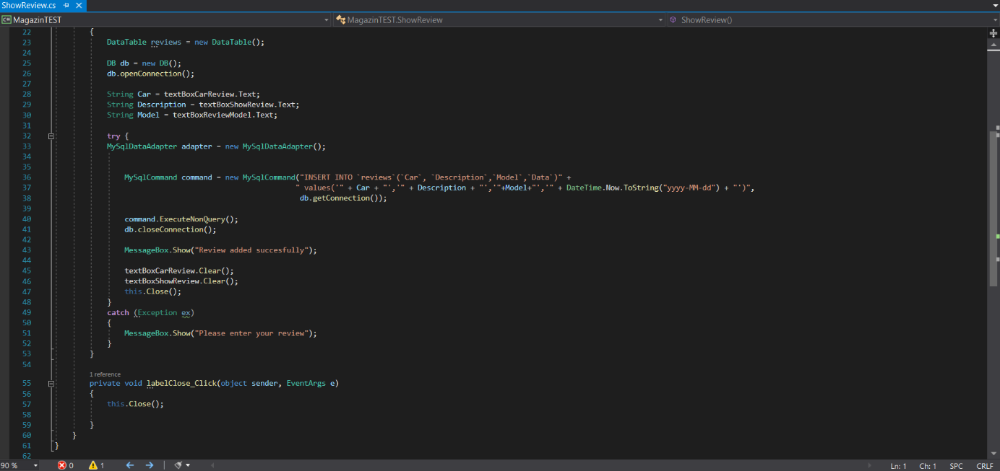 ShowReview.cs
C# MagazinTEST MagazinTEST.ShowReview ShowReview()
22 {
23 DataTable reviews = new DataTable();
24
25 DB db = new DB();
26 db.openConnection();
27
28 String Car = textBoxCarReview.Text;
29 String Description = textBoxShowReview.Text;
30 String Model = textBoxReviewModel.Text;
31
32 try {
33 MySqlDataAdapter adapter = new MySqlDataAdapter();
34
35
36 MySqlCommand command = new MySqlCommand("INSERT INTO `reviews`(`Car`, `Description`,`Model`,`Data`)" +
37 " values('" + Car + "','" + Description + "','"+Model+"','" + DateTime.Now.ToString("yyyy-MM-dd") + "')",
38 db.getConnection());
39
40 command.ExecuteNonQuery();
41 db.closeConnection();
42
43 MessageBox.Show("Review added succesfully");
44
45 textBoxCarReview.Clear();
46 textBoxShowReview.Clear();
47 this.Close();
48 }
49 catch (Exception ex)
50 {
51 MessageBox.Show("Please enter your review");
52 }
53 }
54
1 reference
55 private void labelClose_Click(object sender, EventArgs e)
56 {
57 this.Close();
58
59 }
60 }
61 }
62
90 % 0 1 Ln: 1 Ch: 1 SPC CRLF